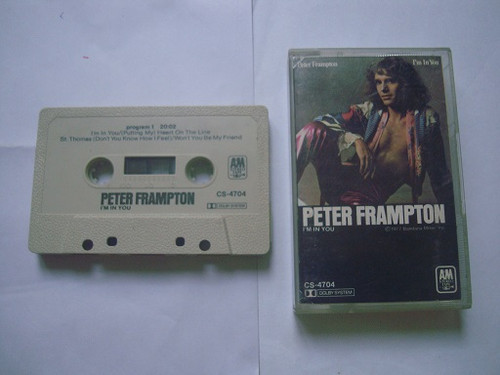 program 1 20:02
I'm In You/(Putting My) Heart On The Line
St. Thomas (Don't You Know How I Feel)/Won't You Be My Friend
A&M
PETER FRAMPTON
I'M IN YOU
CS-4704
DOLBY SYSTEM
Peter Frampton I'm In You
PETER FRAMPTON
I'M IN YOU
CS-4704
DOLBY SYSTEM
A&M